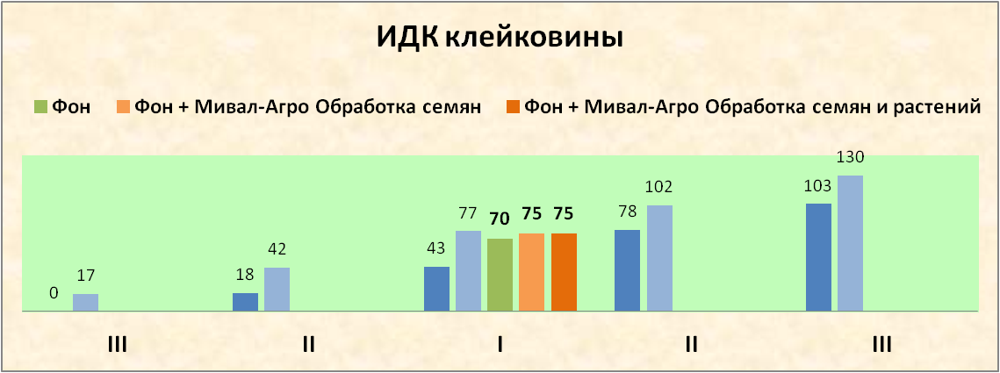 ИДК клейковины
Фон Фон + Мивал-Агро Обработка семян Фон + Мивал-Агро Обработка семян и растений
0 17 18 42 43 77 70 75 75 78 102 103 130
III II I II III